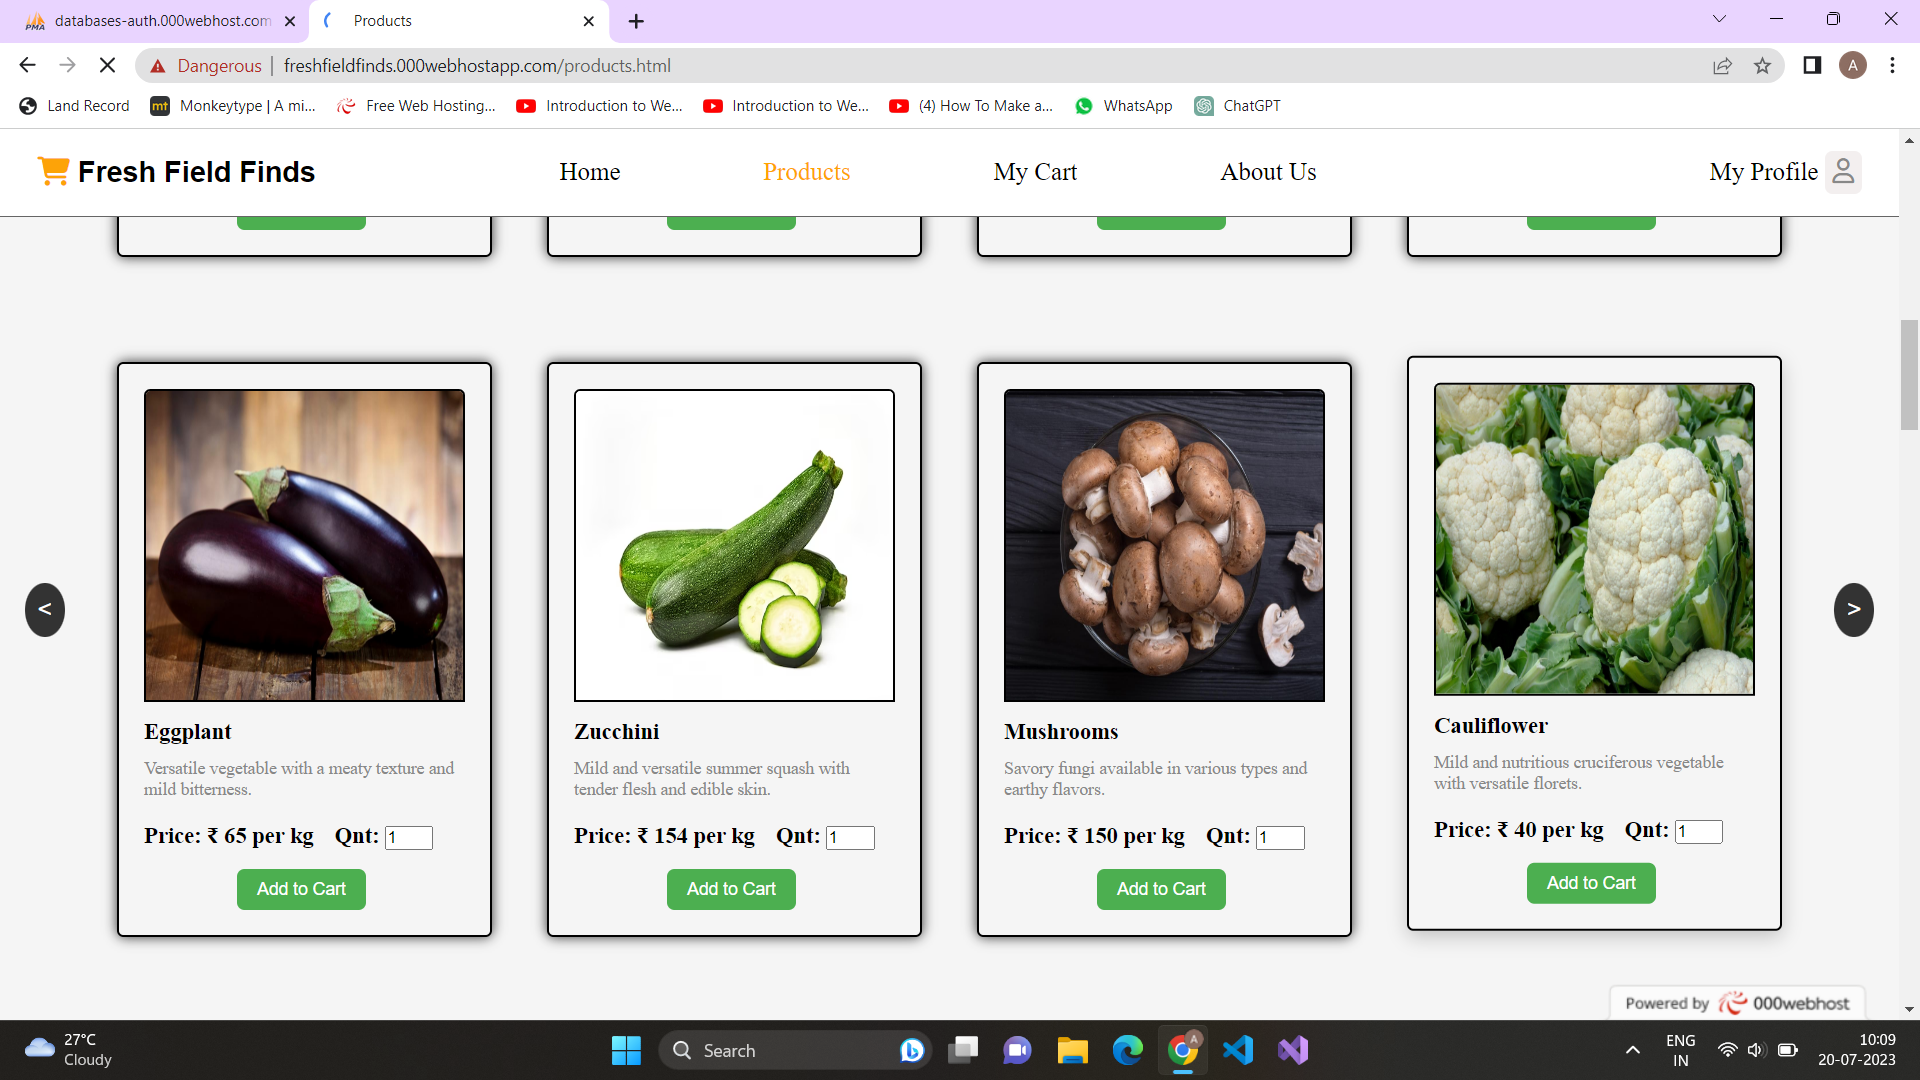 databases-auth.000webhost.com
Products
Dangerous
freshfieldfinds.000webhostapp.com/products.html
A
Land Record
mt
Monkeytype | A mi...
Free Web Hosting...
Introduction to We...
Introduction to We...
(4) How To Make a...
WhatsApp
ChatGPT
Fresh Field Finds
Home
Products
My Cart
About Us
My Profile
<
>
Eggplant
Versatile vegetable with a meaty texture and
mild bitterness.
Price: ₹ 65 per kg Qnt: 1
Add to Cart
Zucchini
Mild and versatile summer squash with
tender flesh and edible skin.
Price: ₹ 154 per kg Qnt: 1
Add to Cart
Mushrooms
Savory fungi available in various types and
earthy flavors.
Price: ₹ 150 per kg Qnt: 1
Add to Cart
Cauliflower
Mild and nutritious cruciferous vegetable
with versatile florets.
Price: ₹ 40 per kg Qnt: 1
Add to Cart
Powered by 000webhost
27°C
Cloudy
Search
A
ENG
IN
10:09
20-07-2023